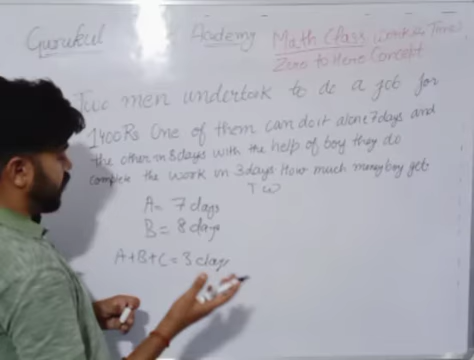 Gurukul Academy Math Class (Work & Time)
Zero to Hero Concept
Two men undertook to do a job for
1400Rs One of them can do it alone 7days and
the other in 8days with the help of boy they do
complete the work in 3days How much money boy get
T W
A= 7 days
B= 8 days
A+B+C=3 days